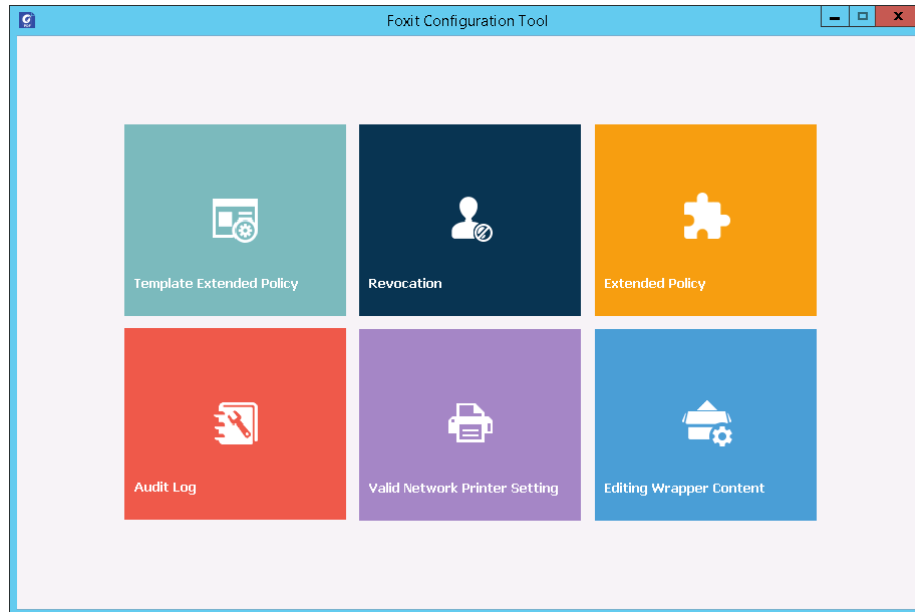 Foxit Configuration Tool
Template Extended Policy
Revocation
Extended Policy
Audit Log
Valid Network Printer Setting
Editing Wrapper Content